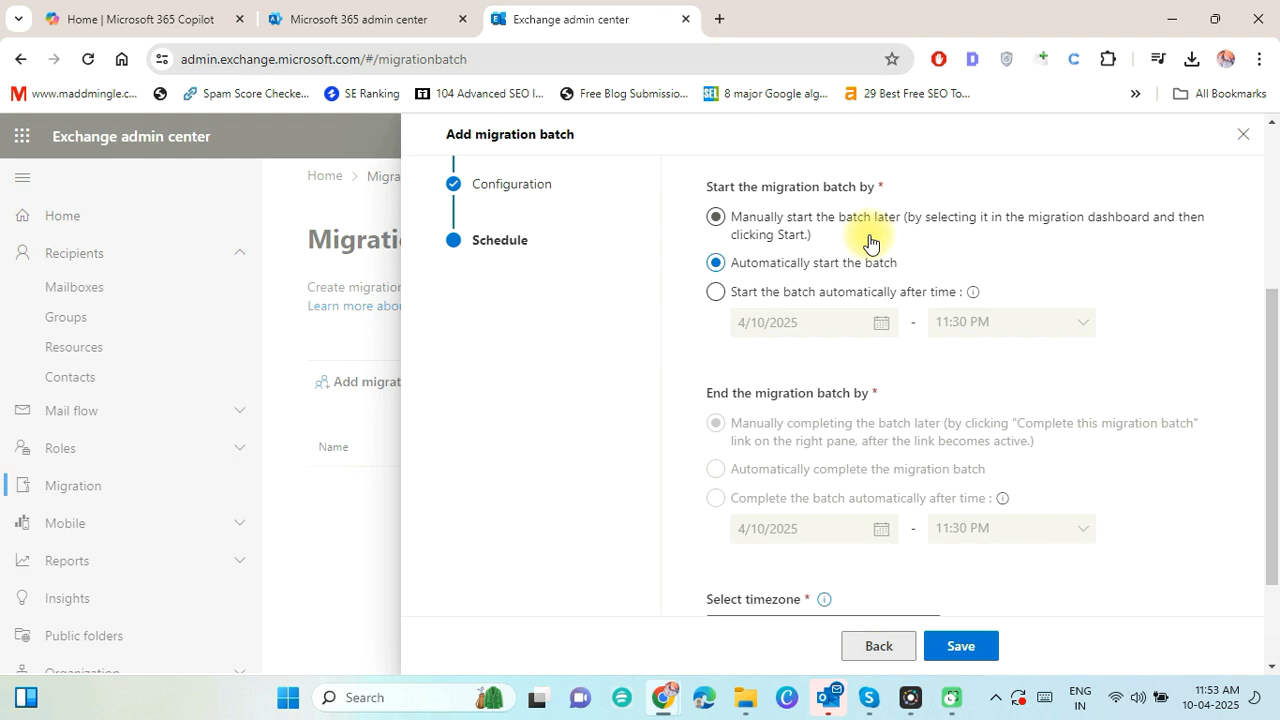 Home | Microsoft 365 Copilot
Microsoft 365 admin center
Exchange admin center
admin.exchange.microsoft.com/#/migrationbatch
www.maddmingle.c...
Spam Score Checke...
SE Ranking
104 Advanced SEO I...
Free Blog Submissio...
8 major Google alg...
29 Best Free SEO To...
All Bookmarks
Exchange admin center
Home
Recipients
Mailboxes
Groups
Resources
Contacts
Mail flow
Roles
Migration
Mobile
Reports
Insights
Public folders
Organization
Home > Migra
Migrati
Create migration
Learn more abou
Add migrat
Name
Add migration batch
Configuration
Schedule
Start the migration batch by *
Manually start the batch later (by selecting it in the migration dashboard and then
clicking Start.)
Automatically start the batch
Start the batch automatically after time :
4/10/2025 - 11:30 PM
End the migration batch by *
Manually completing the batch later (by clicking "Complete this migration batch"
link on the right pane, after the link becomes active.)
Automatically complete the migration batch
Complete the batch automatically after time :
4/10/2025 - 11:30 PM
Select timezone *
Back
Save
Search
ENG
IN
11:53 AM
10-04-2025